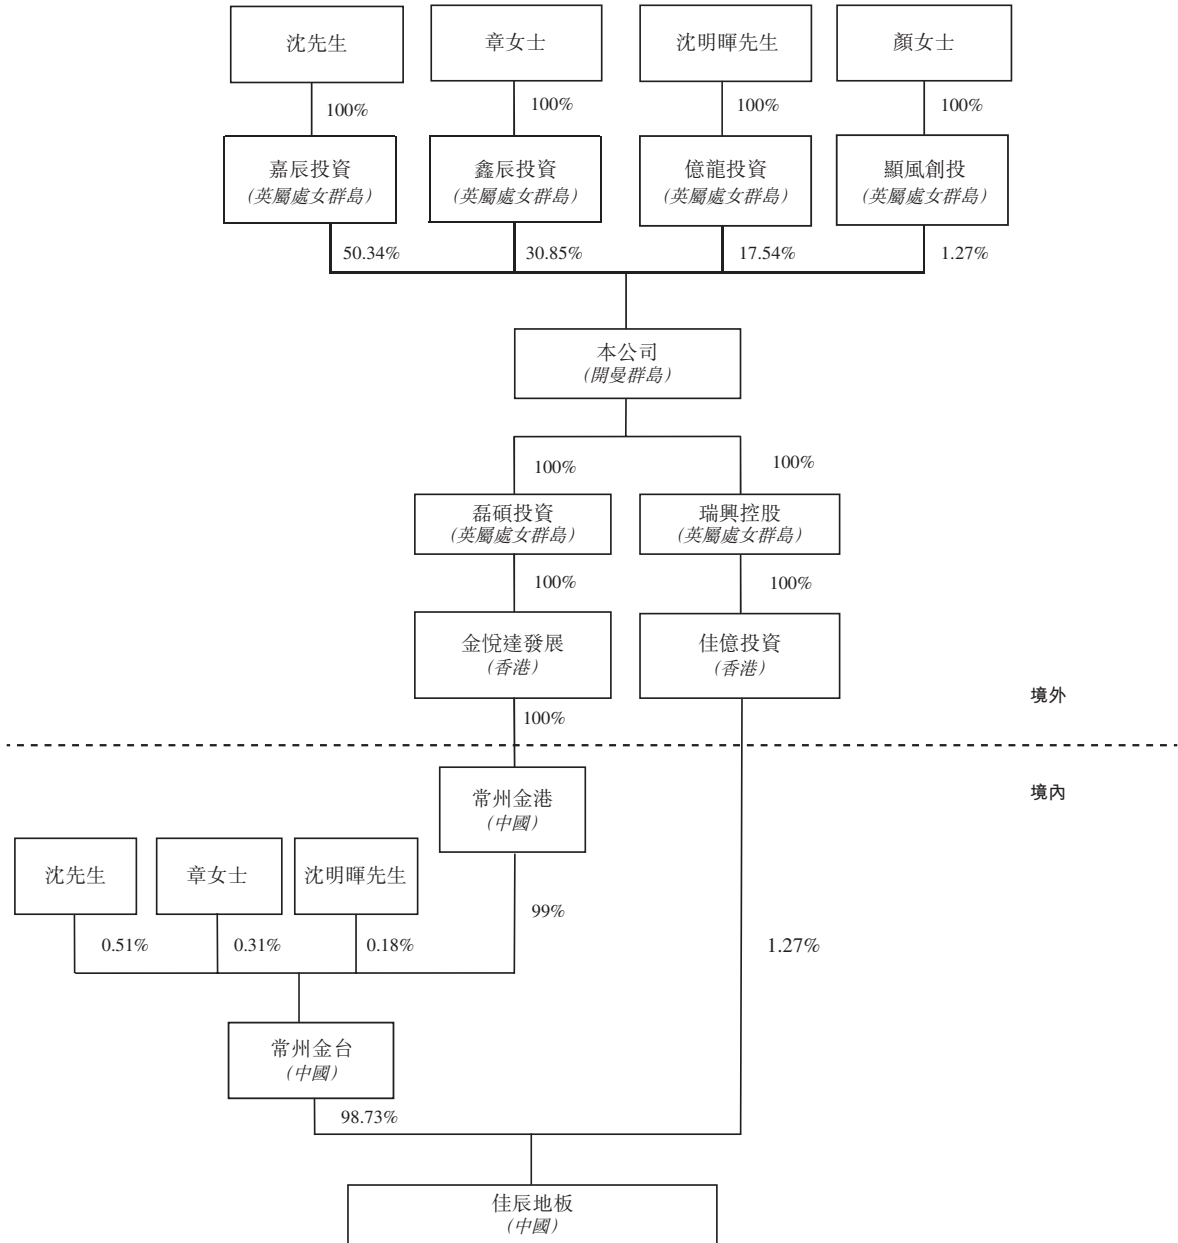 沈先生
章女士
沈明暉先生
顏女士
100%
100%
100%
100%
嘉辰投資
(英屬處女群島)
鑫辰投資
(英屬處女群島)
億龍投資
(英屬處女群島)
顯風創投
(英屬處女群島)
50.34%
30.85%
17.54%
1.27%
本公司
(開曼群島)
100%
100%
磊碩投資
(英屬處女群島)
瑞興控股
(英屬處女群島)
100%
100%
金悅達發展
(香港)
佳億投資
(香港)
境外
100%
境內
常州金港
(中國)
沈先生
章女士
沈明暉先生
99%
0.51%
0.31%
0.18%
1.27%
常州金台
(中國)
98.73%
佳辰地板
(中國)